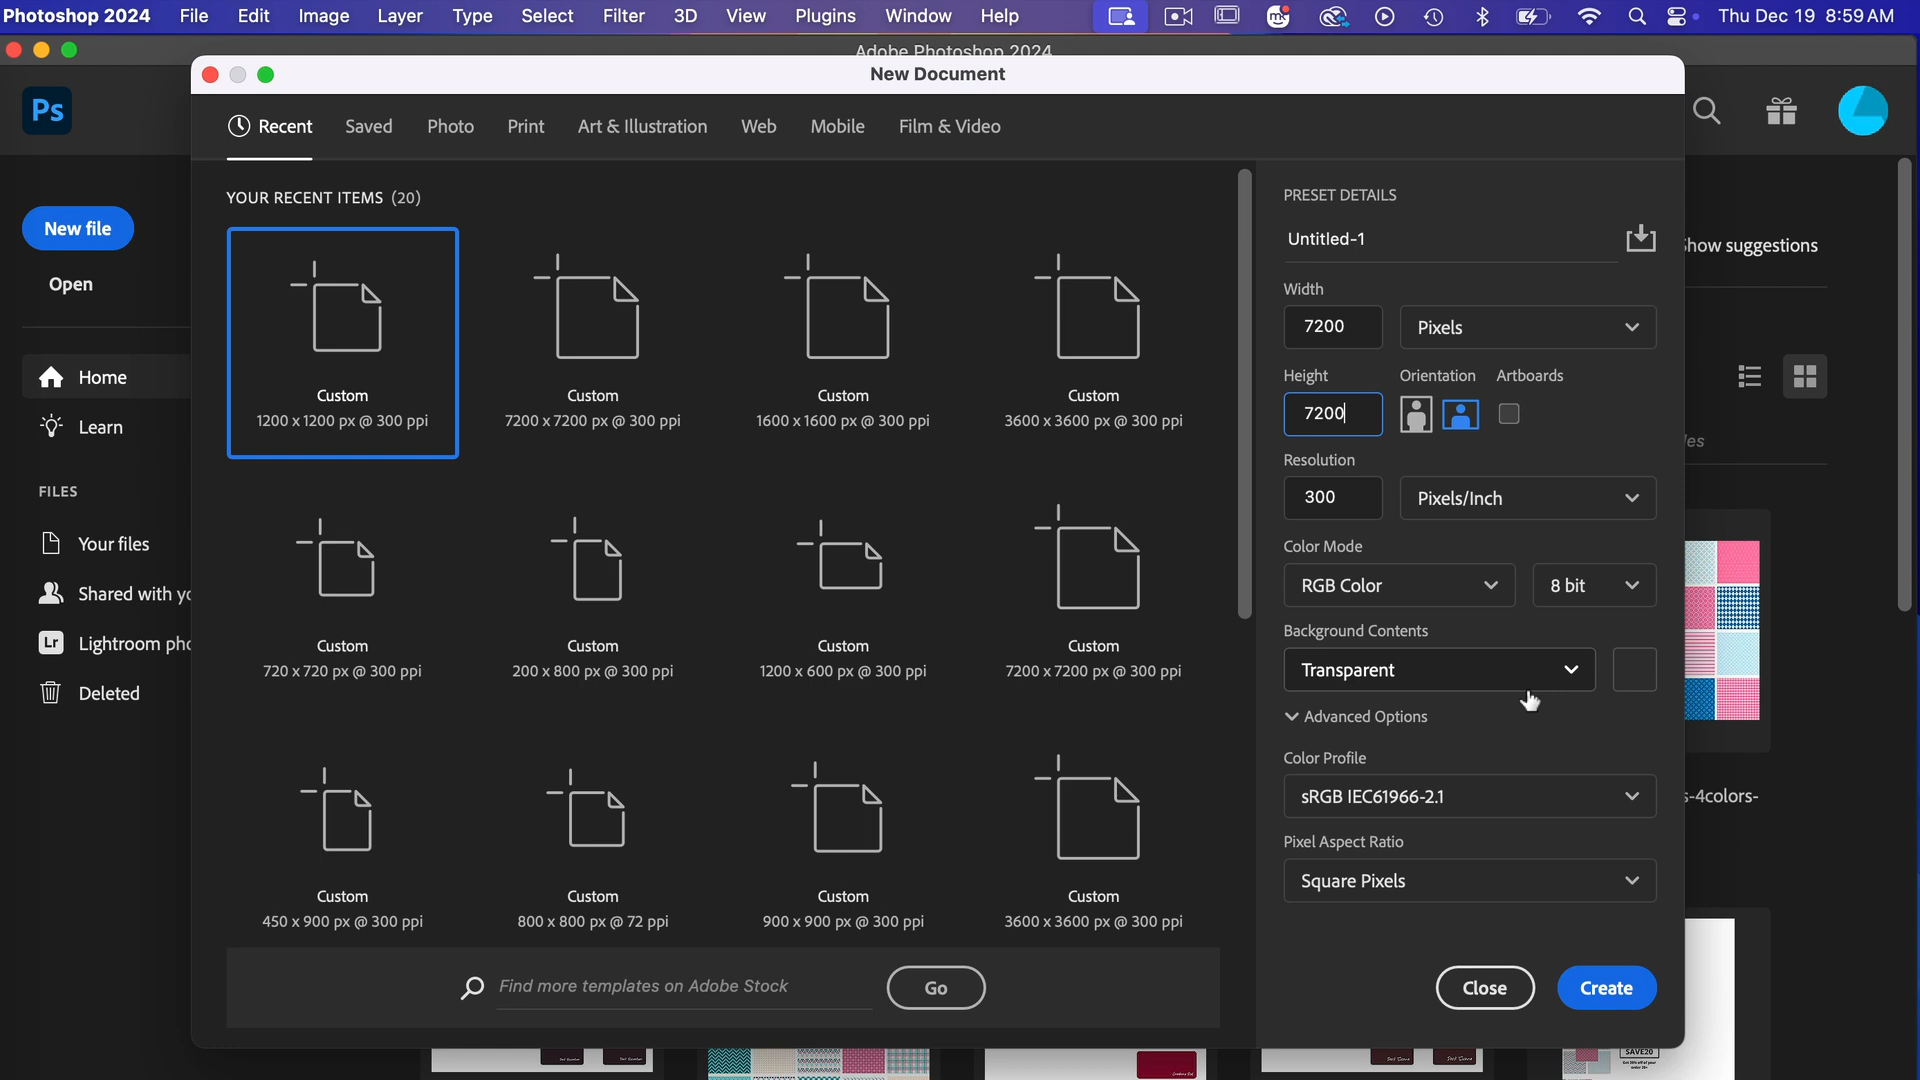 Photoshop 2024 File Edit Image Layer Type Select Filter 3D View Plugins Window Help Thu Dec 19 8:59 AM
Adobe Photoshop 2024
New Document
Ps
Recent Saved Photo Print Art & Illustration Web Mobile Film & Video
New file
Open
Home
Learn
FILES
Your files
Shared with yo
Lr Lightroom pho
Deleted
YOUR RECENT ITEMS (20)
Custom Custom Custom Custom
1200 x 1200 px @ 300 ppi 7200 x 7200 px @ 300 ppi 1600 x 1600 px @ 300 ppi 3600 x 3600 px @ 300 ppi
Custom Custom Custom Custom
720 x 720 px @ 300 ppi 200 x 800 px @ 300 ppi 1200 x 600 px @ 300 ppi 7200 x 7200 px @ 300 ppi
Custom Custom Custom Custom
450 x 900 px @ 300 ppi 800 x 800 px @ 72 ppi 900 x 900 px @ 300 ppi 3600 x 3600 px @ 300 ppi
Find more templates on Adobe Stock Go
PRESET DETAILS
Untitled-1
Width
7200 Pixels
Height Orientation Artboards
7200
Resolution
300 Pixels/Inch
Color Mode
RGB Color 8 bit
Background Contents
Transparent
Advanced Options
Color Profile
sRGB IEC61966-2.1
Pixel Aspect Ratio
Square Pixels
Close Create
Show suggestions
les
s-4colors-
SAVE20